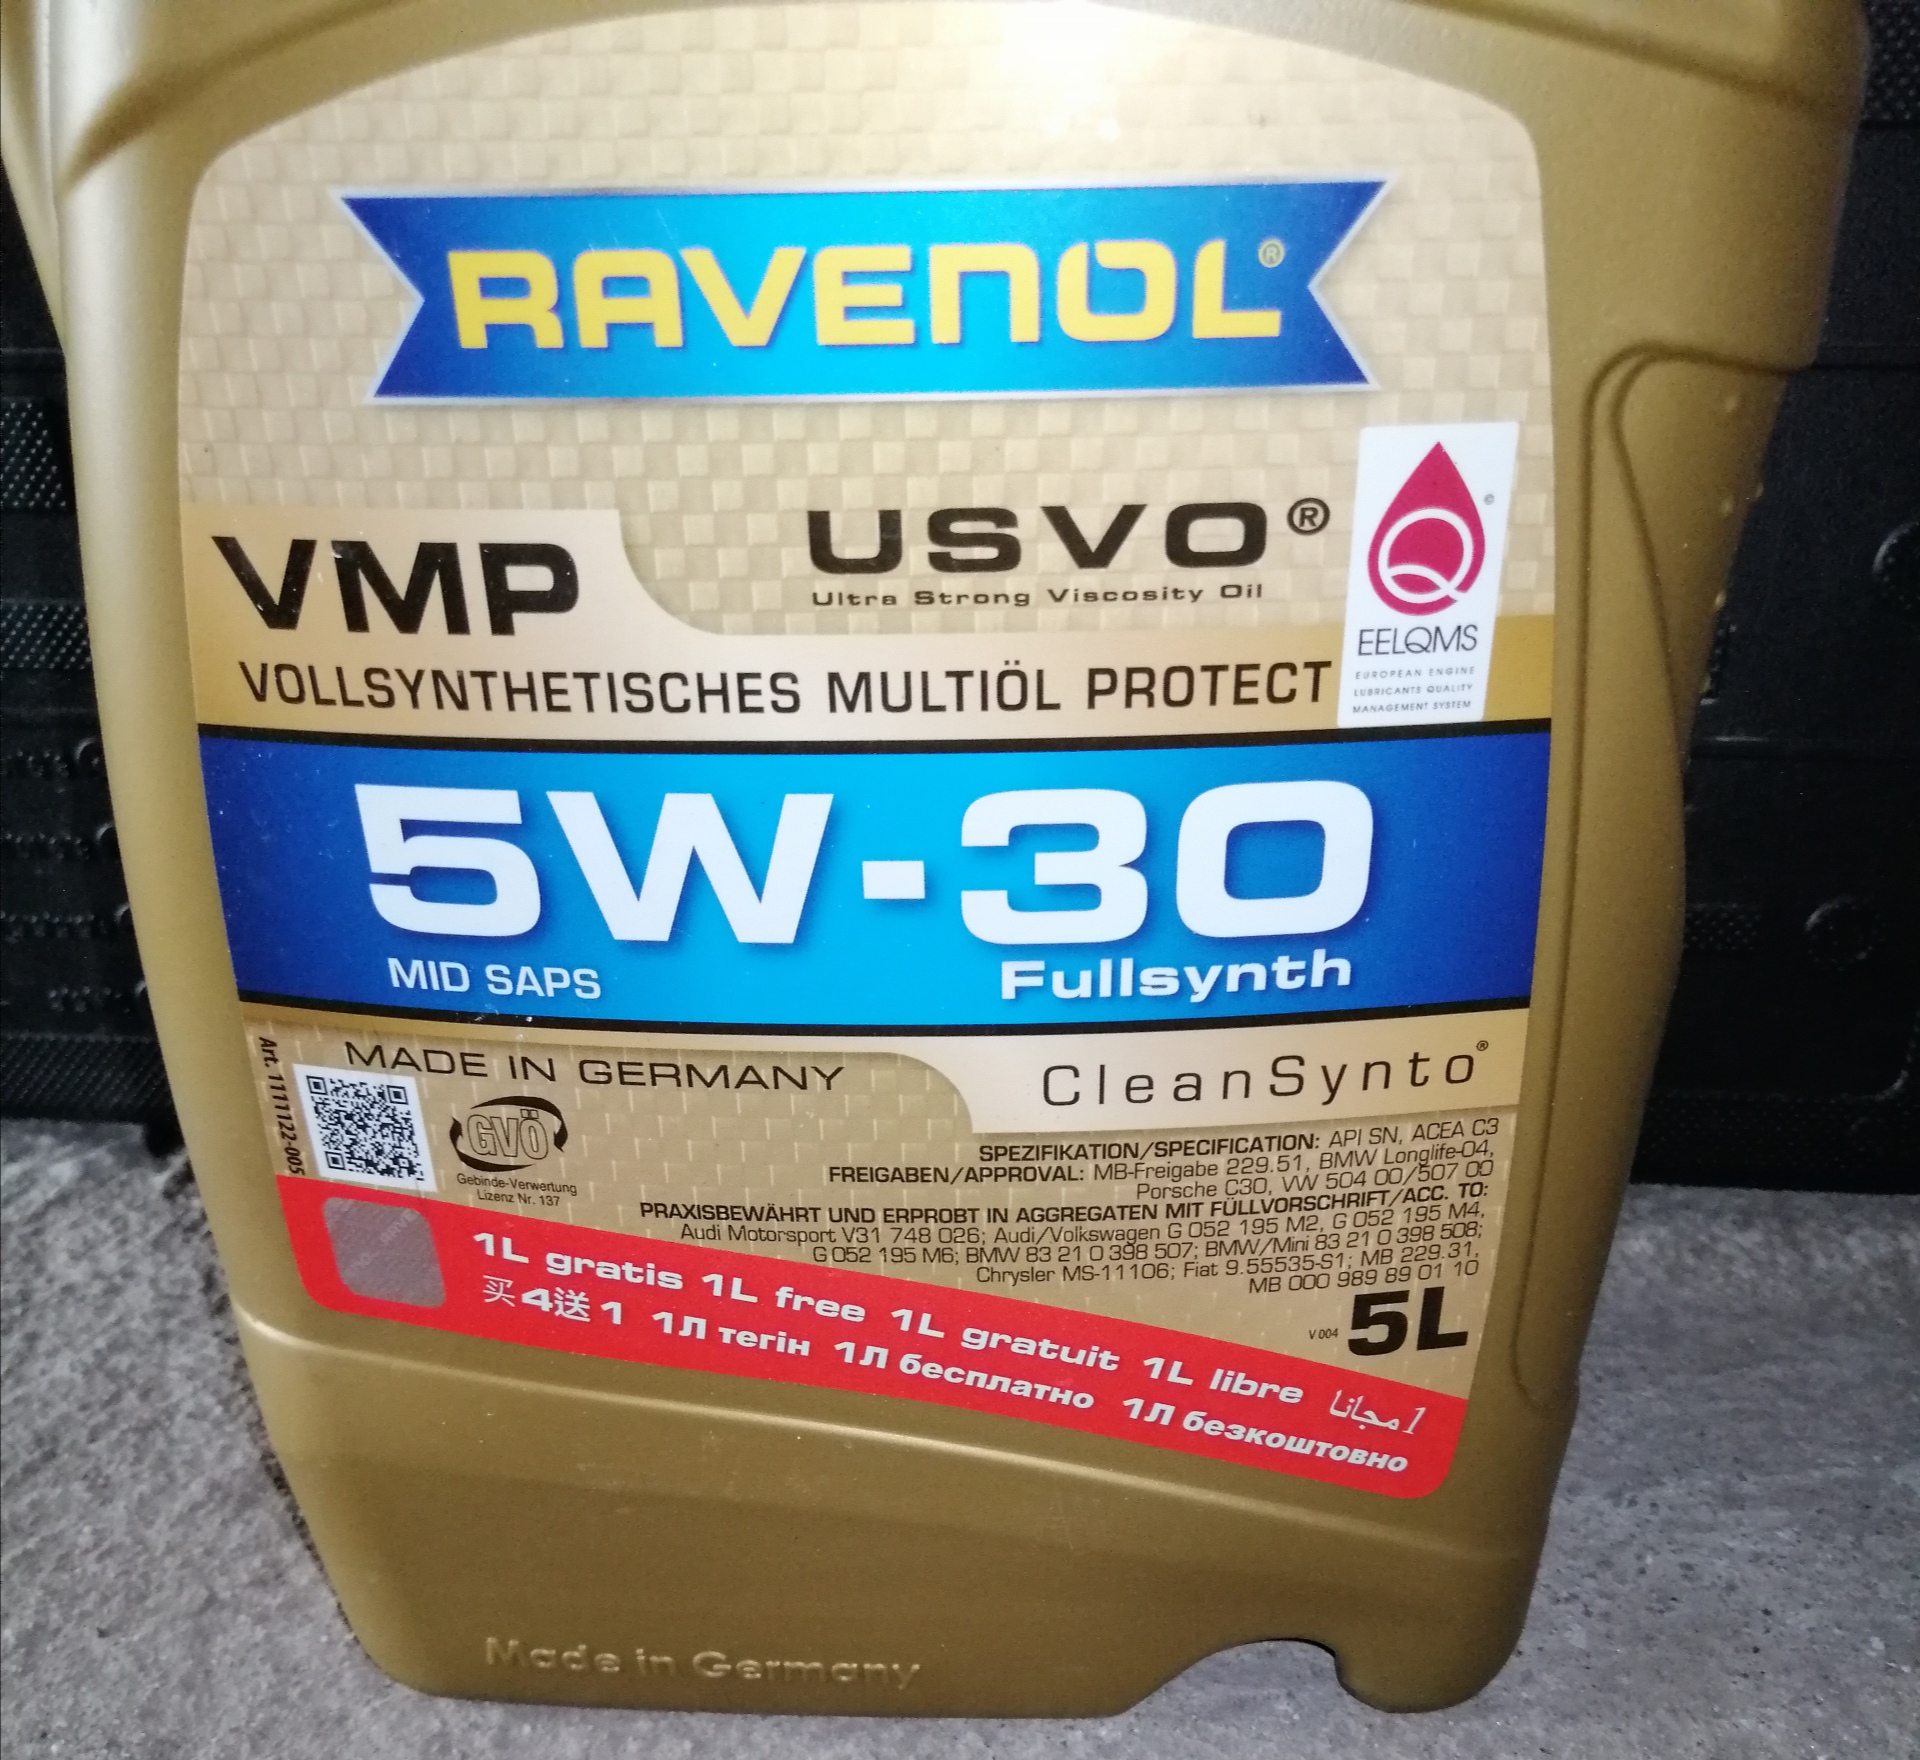 RAVENOL®
USVO®
Ultra Strong Viscosity Oil
VMP
VOLLSYNTHETISCHES MULTIÖL PROTECT
©
EELQMS
EUROPEAN ENGINE
LUBRICANTS QUALITY
MANAGEMENT SYSTEM
5W-30
MID SAPS
Fullsynth
MADE IN GERMANY
CleanSynto®
Art. 1111122-005
GVÖ
Gebinde-Verwertung
Lizenz Nr. 137
SPEZIFIKATION/SPECIFICATION: API SN, ACEA C3
FREIGABEN/APPROVAL: MB-Freigabe 229.51, BMW Longlife-04,
Porsche C30, VW 504 00/507 00
PRAXISBEWÄHRT UND ERPROBT IN AGGREGATEN MIT FÜLLVORSCHRIFT/ACC. TO:
Audi Motorsport V31 748 026; Audi/Volkswagen G 052 195 M2, G 052 195 M4,
G 052 195 M6; BMW 83 21 0 398 507; BMW/Mini 83 21 0 398 508;
Chrysler MS-11106; Fiat 9.55535-S1; MB 229.31,
MB 000 989 89 01 10
V 004 5L
1L gratis 1L free 1L gratuit 1L libre 1 مجانا
买4送1 1Л тегін 1Л бесплатно 1Л безкоштовно
Made in Germany